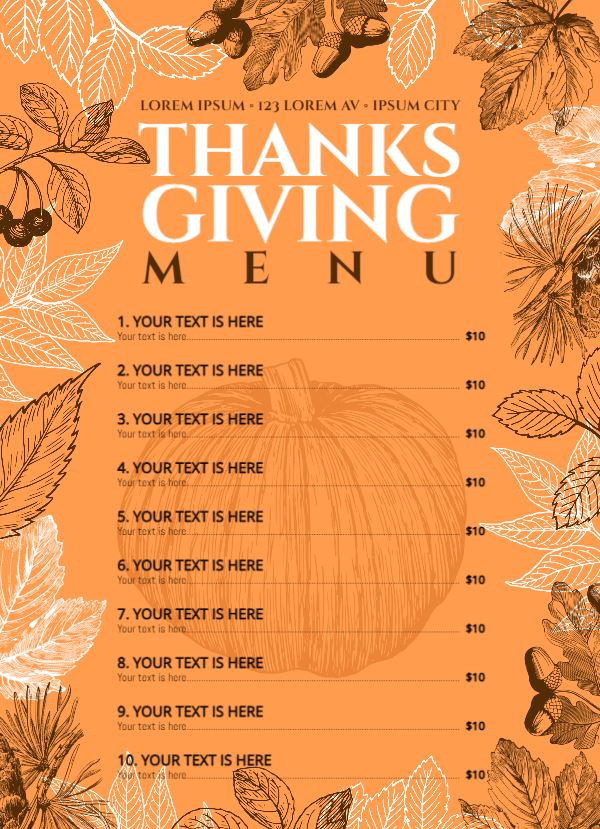 LOREM IPSUM • 123 LOREM AV • IPSUM CITY
THANKS
GIVING
MENU
1. YOUR TEXT IS HERE
Your text is here $10
2. YOUR TEXT IS HERE
Your text is here $10
3. YOUR TEXT IS HERE
Your text is here $10
4. YOUR TEXT IS HERE
Your text is here $10
5. YOUR TEXT IS HERE
Your text is here $10
6. YOUR TEXT IS HERE
Your text is here $10
7. YOUR TEXT IS HERE
Your text is here $10
8. YOUR TEXT IS HERE
Your text is here $10
9. YOUR TEXT IS HERE
Your text is here $10
10. YOUR TEXT IS HERE
Your text is here $10